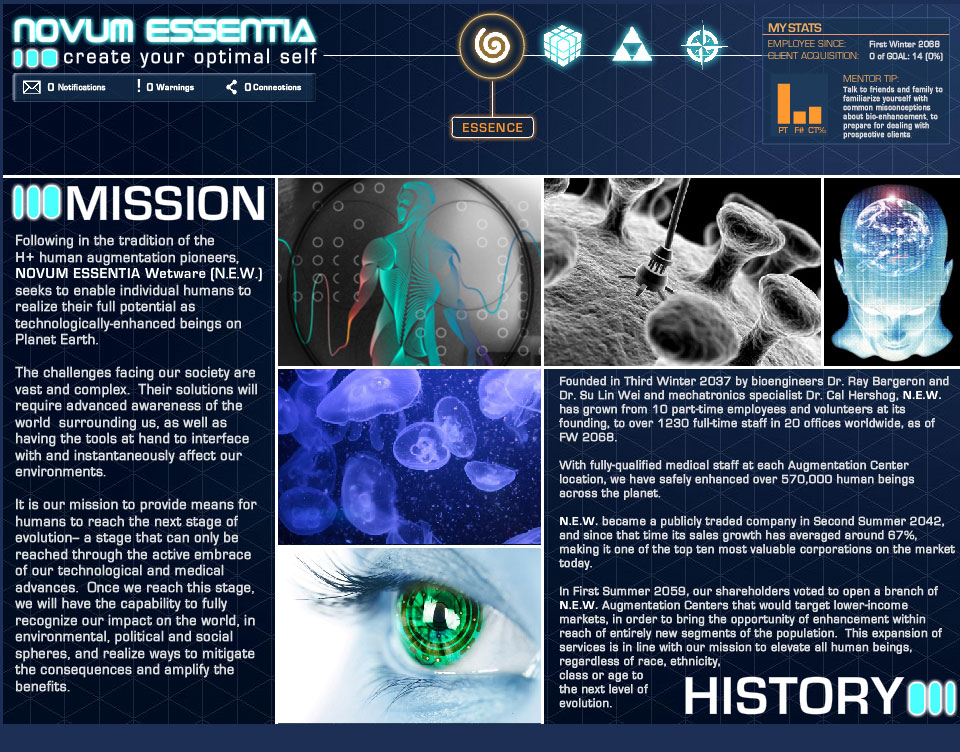 NOVUM ESSENTIA
create your optimal self
0 Notifications
0 Warnings
0 Connections
ESSENCE
MY STATS
EMPLOYEE SINCE: First Winter 2068
CLIENT ACQUISITION: 0 of GOAL: 14 (0%)
PT F# CT%
MENTOR TIP:
Talk to friends and family to
familiarize yourself with
common misconceptions
about bio-enhancement, to
prepare for dealing with
prospective clients
MISSION
Following in the tradition of the
H+ human augmentation pioneers,
NOVUM ESSENTIA Wetware (N.E.W.)
seeks to enable individual humans to
realize their full potential as
technologically-enhanced beings on
Planet Earth.
The challenges facing our society are
vast and complex. Their solutions will
require advanced awareness of the
world surrounding us, as well as
having the tools at hand to interface
with and instantaneously affect our
environments.
It is our mission to provide means for
humans to reach the next stage of
evolution– a stage that can only be
reached through the active embrace
of our technological and medical
advances. Once we reach this stage,
we will have the capability to fully
recognize our impact on the world, in
environmental, political and social
spheres, and realize ways to mitigate
the consequences and amplify the
benefits.
Founded in Third Winter 2037 by bioengineers Dr. Ray Bargeron and
Dr. Su Lin Wei and mechatronics specialist Dr. Cal Hershog, N.E.W.
has grown from 10 part-time employees and volunteers at its
founding, to over 1230 full-time staff in 20 offices worldwide, as of
FW 2068.
With fully-qualified medical staff at each Augmentation Center
location, we have safely enhanced over 570,000 human beings
across the planet.
N.E.W. became a publicly traded company in Second Summer 2042,
and since that time its sales growth has averaged around 67%,
making it one of the top ten most valuable corporations on the market
today.
In First Summer 2059, our shareholders voted to open a branch of
N.E.W. Augmentation Centers that would target lower-income
markets, in order to bring the opportunity of enhancement within
reach of entirely new segments of the population. This expansion of
services is in line with our mission to elevate all human beings,
regardless of race, ethnicity,
class or age to
the next level of
evolution.
HISTORY